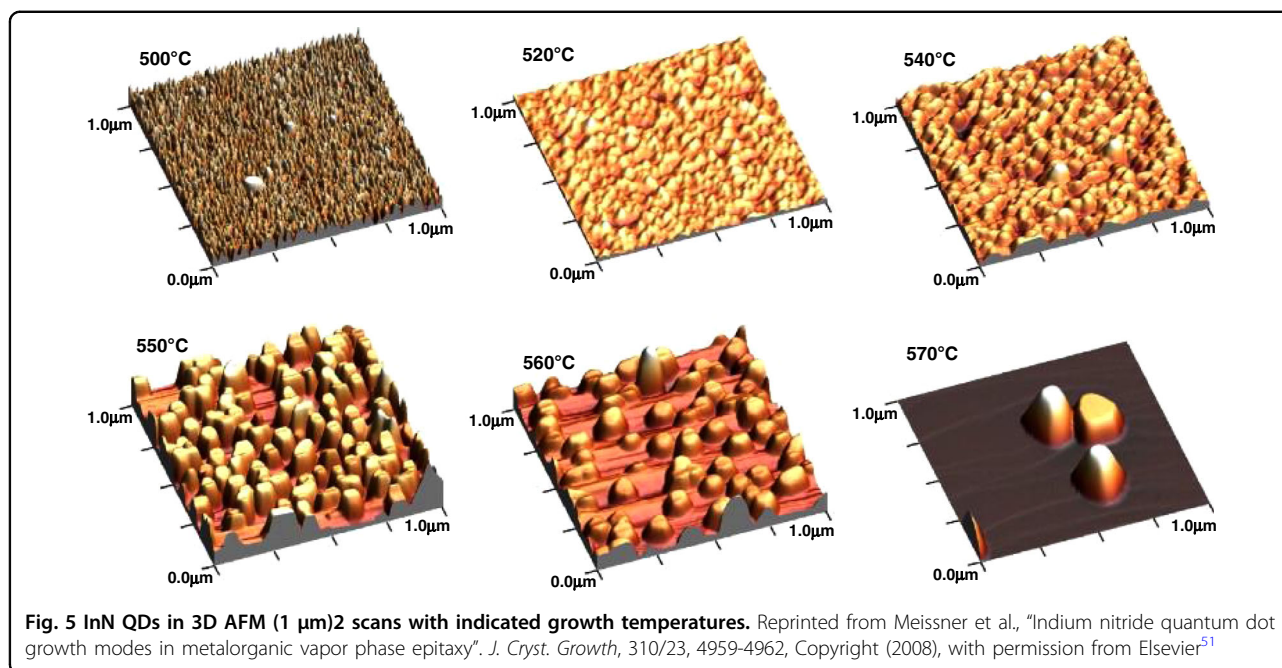 500°C
520°C
540°C
1.0µm
1.0µm
1.0µm
1.0µm
1.0µm
1.0µm
0.0µm
0.0µm
0.0µm
550°C
560°C
570°C
1.0µm
1.0µm
1.0µm
1.0µm
1.0µm
1.0µm
0.0µm
0.0µm
0.0µm
Fig. 5 InN QDs in 3D AFM (1 μm)2 scans with indicated growth temperatures. Reprinted from Meissner et al., “Indium nitride quantum dot
growth modes in metalorganic vapor phase epitaxy”. J. Cryst. Growth, 310/23, 4959-4962, Copyright (2008), with permission from Elsevier51